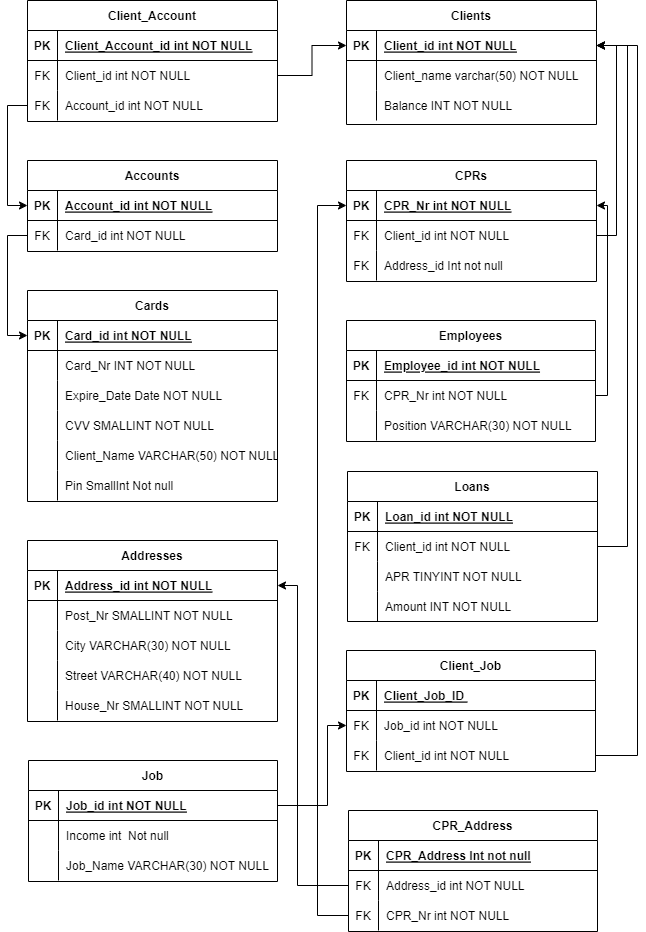 Client_Account
PK Client_Account_id int NOT NULL
FK Client_id int NOT NULL
FK Account_id int NOT NULL
Clients
PK Client_id int NOT NULL
Client_name varchar(50) NOT NULL
Balance INT NOT NULL
Accounts
PK Account_id int NOT NULL
FK Card_id int NOT NULL
CPRs
PK CPR_Nr int NOT NULL
FK Client_id int NOT NULL
FK Address_id Int not null
Cards
PK Card_id int NOT NULL
Card_Nr INT NOT NULL
Expire_Date Date NOT NULL
CVV SMALLINT NOT NULL
Client_Name VARCHAR(50) NOT NULL
Pin SmallInt Not null
Employees
PK Employee_id int NOT NULL
FK CPR_Nr int NOT NULL
Position VARCHAR(30) NOT NULL
Loans
PK Loan_id int NOT NULL
FK Client_id int NOT NULL
APR TINYINT NOT NULL
Amount INT NOT NULL
Addresses
PK Address_id int NOT NULL
Post_Nr SMALLINT NOT NULL
City VARCHAR(30) NOT NULL
Street VARCHAR(40) NOT NULL
House_Nr SMALLINT NOT NULL
Client_Job
PK Client_Job_ID
FK Job_id int NOT NULL
FK Client_id int NOT NULL
Job
PK Job_id int NOT NULL
Income int Not null
Job_Name VARCHAR(30) NOT NULL
CPR_Address
PK CPR_Address Int not null
FK Address_id int NOT NULL
FK CPR_Nr int NOT NULL